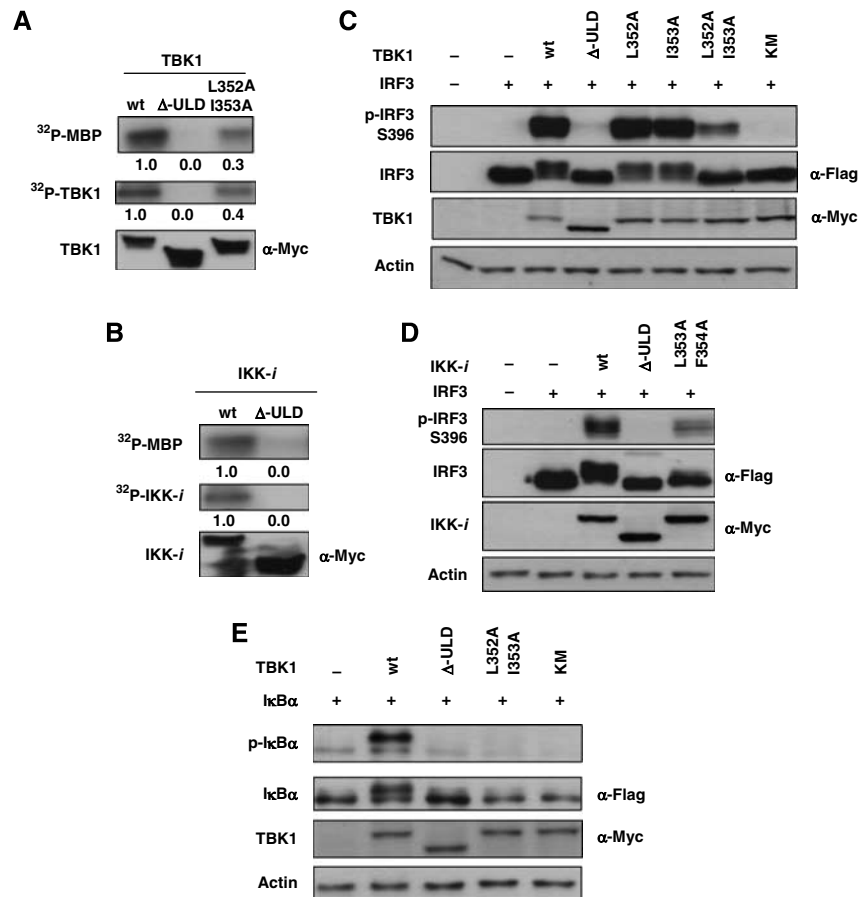 A
TBK1
L352A
wt Δ-ULD I353A
32P-MBP
1.0 0.0 0.3
32P-TBK1
1.0 0.0 0.4
TBK1 α-Myc
B
IKK-i
wt Δ-ULD
32P-MBP
1.0 0.0
32P-IKK-i
1.0 0.0
IKK-i α-Myc
C
TBK1 – – wt Δ-ULD L352A I353A L352A I353A KM
IRF3 – + + + + + + +
p-IRF3
S396
IRF3 α-Flag
TBK1 α-Myc
Actin
D
IKK-i – – wt Δ-ULD L353A F354A
IRF3 – + + + +
p-IRF3
S396
IRF3 α-Flag
IKK-i α-Myc
Actin
E
TBK1 – wt Δ-ULD L352A I353A KM
IκBα + + + + +
p-IκBα
IκBα α-Flag
TBK1 α-Myc
Actin